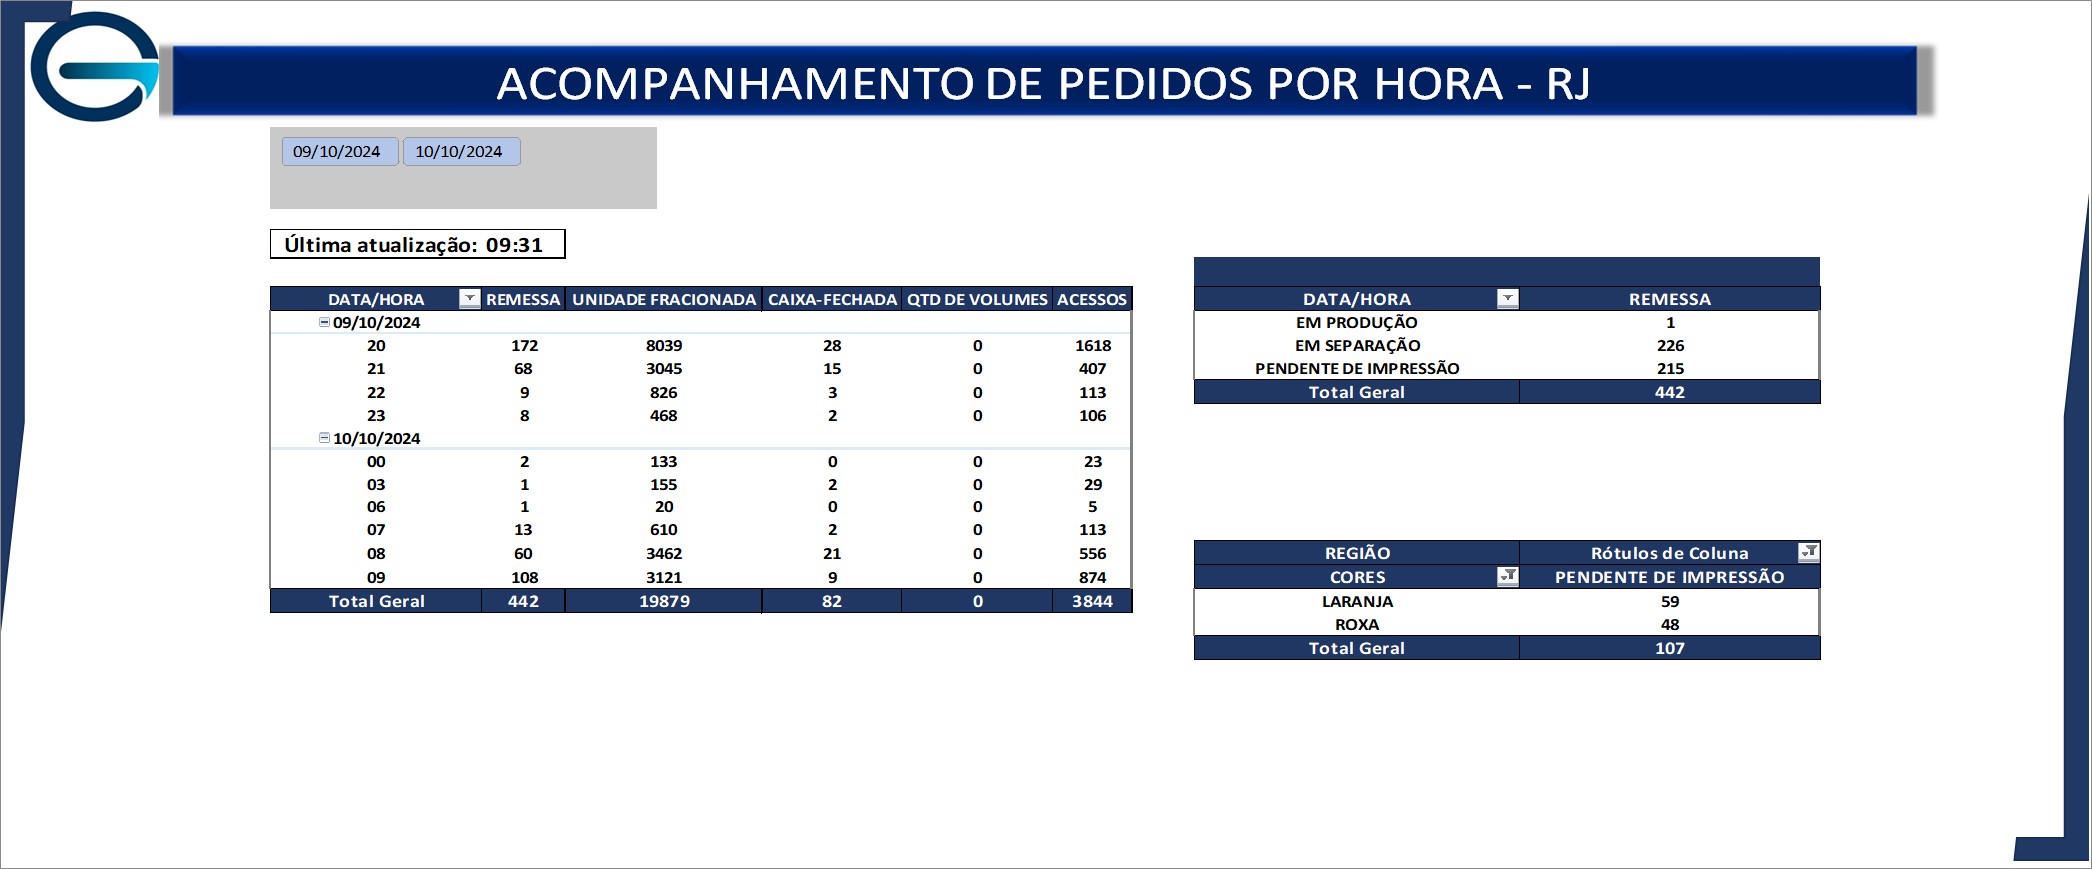 ACOMPANHAMENTO DE PEDIDOS POR HORA - RJ
09/10/2024 10/10/2024
Última atualização: 09:31
DATA/HORA REMESSA UNIDADE FRACIONADA CAIXA-FECHADA QTD DE VOLUMES ACESSOS
09/10/2024
20 172 8039 28 0 1618
21 68 3045 15 0 407
22 9 826 3 0 113
23 8 468 2 0 106
10/10/2024
00 2 133 0 0 23
03 1 155 2 0 29
06 1 20 0 0 5
07 13 610 2 0 113
08 60 3462 21 0 556
09 108 3121 9 0 874
Total Geral 442 19879 82 0 3844
DATA/HORA REMESSA
EM PRODUÇÃO 1
EM SEPARAÇÃO 226
PENDENTE DE IMPRESSÃO 215
Total Geral 442
REGIÃO Rótulos de Coluna
CORES PENDENTE DE IMPRESSÃO
LARANJA 59
ROXA 48
Total Geral 107